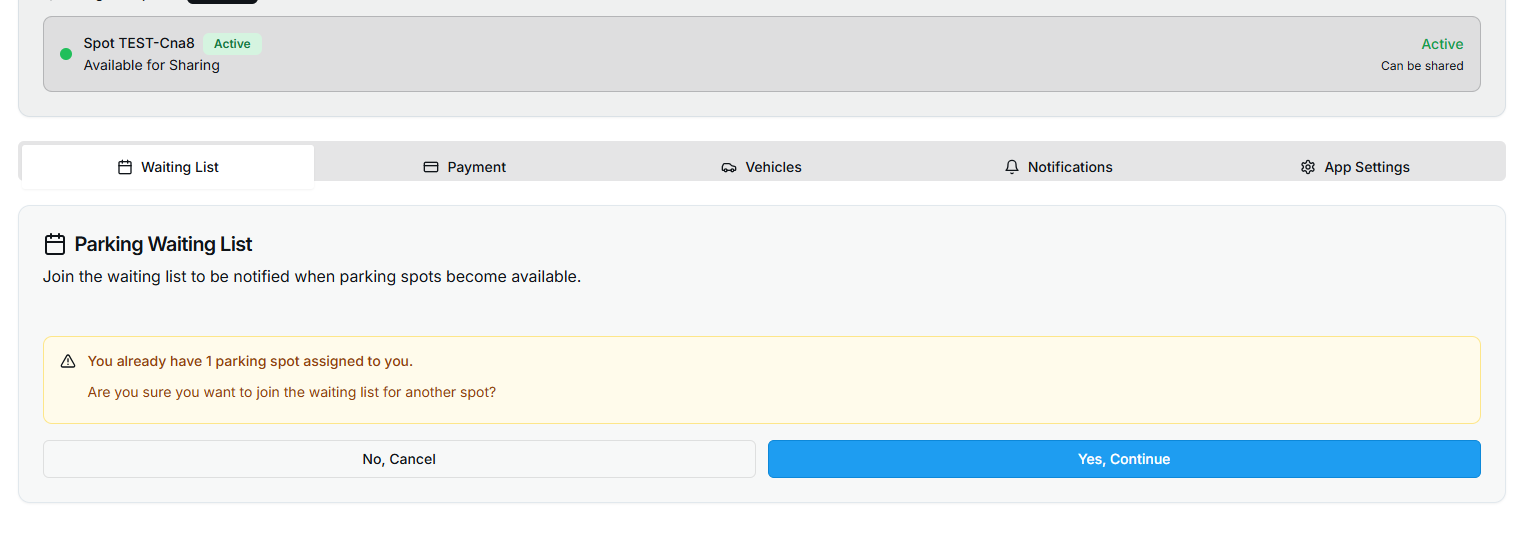 Spot TEST-Cna8 Active
Active
Available for Sharing
Can be shared
Waiting List
Payment
Vehicles
Notifications
App Settings
Parking Waiting List
Join the waiting list to be notified when parking spots become available.
You already have 1 parking spot assigned to you.
Are you sure you want to join the waiting list for another spot?
No, Cancel
Yes, Continue